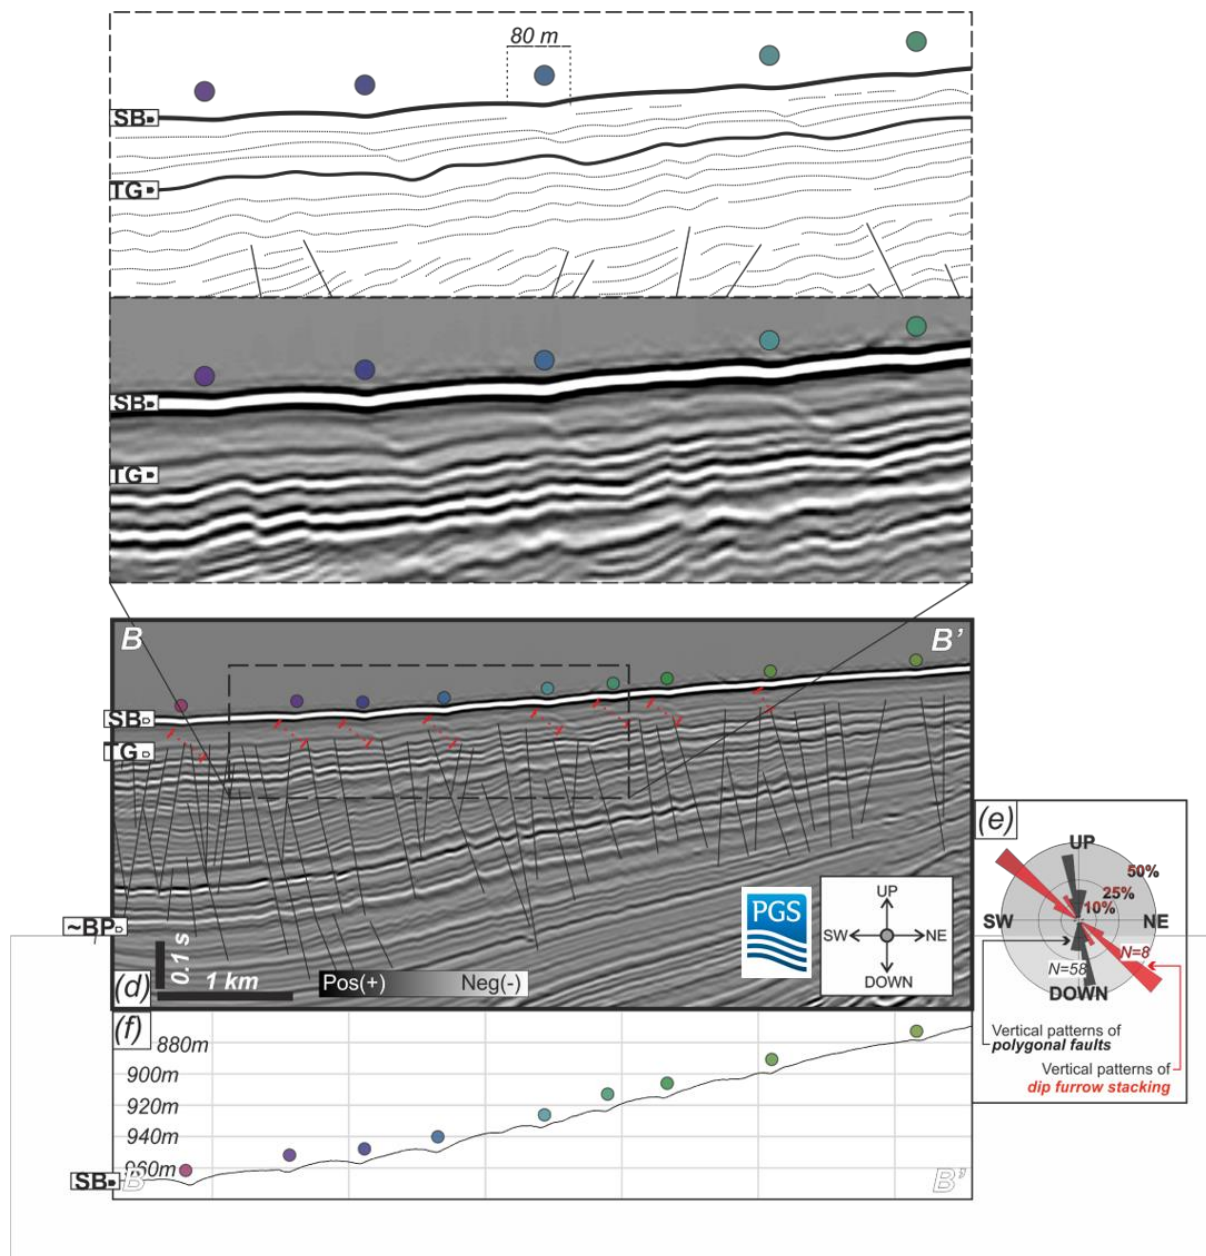 80 m
SB
TG
SB
TG
B B'
SB
TG
~BP
0.1 s
1 km
(d)
Pos(+) Neg(-)
PGS
UP
SW NE
DOWN
(e)
UP
50%
25%
10%
SW NE
N=8
N=58
DOWN
Vertical patterns of
polygonal faults
Vertical patterns of
dip furrow stacking
(f)
880m
900m
920m
940m
960m
SB
B B'